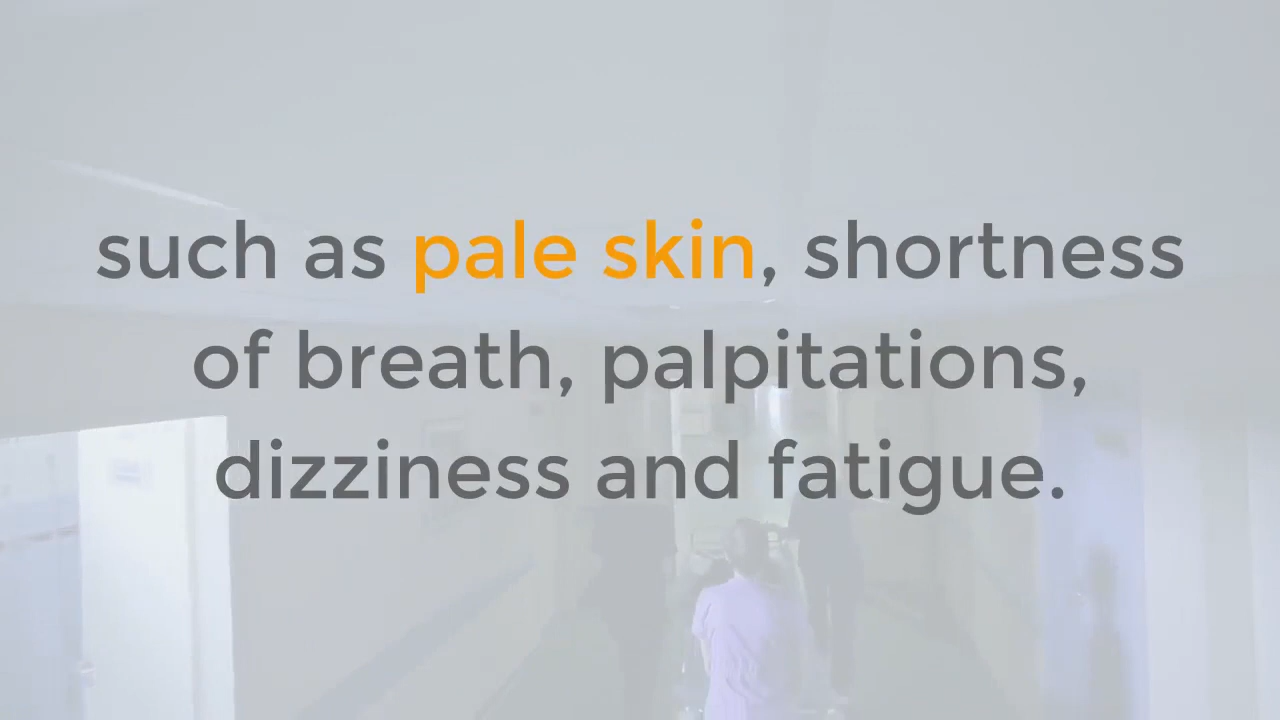 such as pale skin, shortness
of breath, palpitations,
dizziness and fatigue.